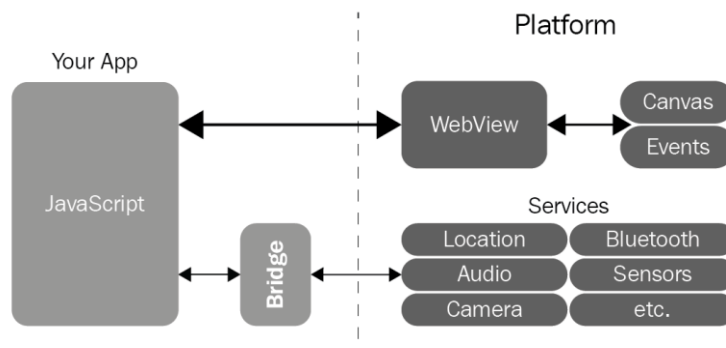 Platform
Your App
JavaScript
WebView
Canvas
Events
Bridge
Services
Location
Bluetooth
Audio
Sensors
Camera
etc.